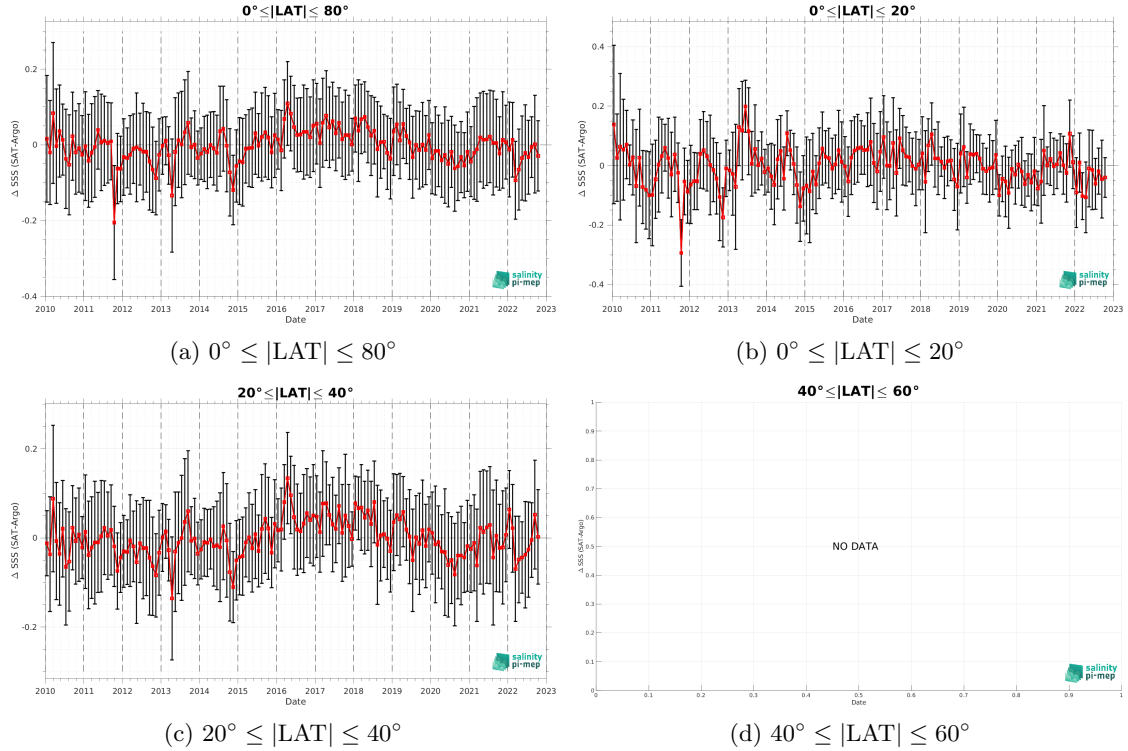 0°≤|LAT|≤ 80°
Δ SSS (SAT-Argo)
0.2
0
-0.2
-0.4
2010 2011 2012 2013 2014 2015 2016 2017 2018 2019 2020 2021 2022 2023
Date
salinity
pi-mep
(a) 0° ≤ |LAT| ≤ 80°
0°≤|LAT|≤ 20°
Δ SSS (SAT-Argo)
0.4
0.2
0
-0.2
-0.4
2010 2011 2012 2013 2014 2015 2016 2017 2018 2019 2020 2021 2022 2023
Date
salinity
pi-mep
(b) 0° ≤ |LAT| ≤ 20°
20°≤|LAT|≤ 40°
Δ SSS (SAT-Argo)
0.2
0
-0.2
2010 2011 2012 2013 2014 2015 2016 2017 2018 2019 2020 2021 2022 2023
Date
salinity
pi-mep
(c) 20° ≤ |LAT| ≤ 40°
40°≤|LAT|≤ 60°
Δ SSS (SAT-Argo)
1
0.9
0.8
0.7
0.6
0.5
0.4
0.3
0.2
0.1
0
NO DATA
0 0.1 0.2 0.3 0.4 0.5 0.6 0.7 0.8 0.9 1
Date
salinity
pi-mep
(d) 40° ≤ |LAT| ≤ 60°